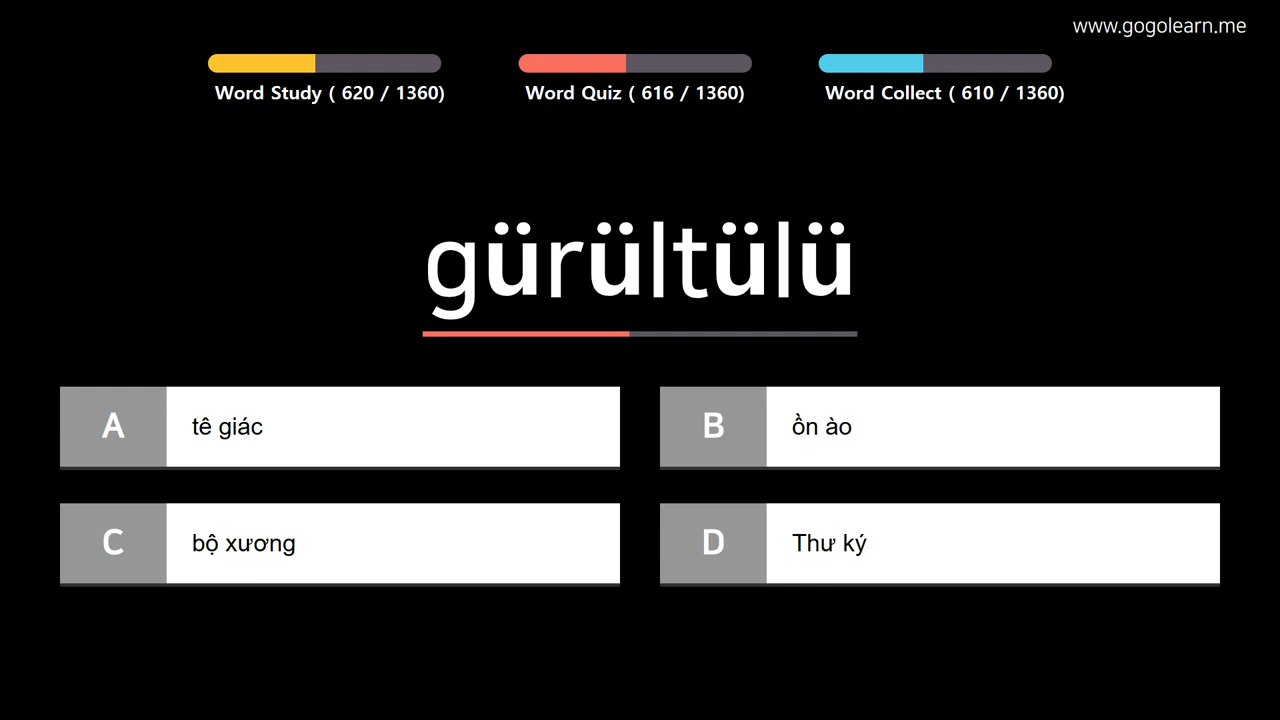 www.gogolearn.me
Word Study ( 620 / 1360)
Word Quiz ( 616 / 1360)
Word Collect ( 610 / 1360)
gürültülü
A tê giác
B ồn ào
C bộ xương
D Thư ký